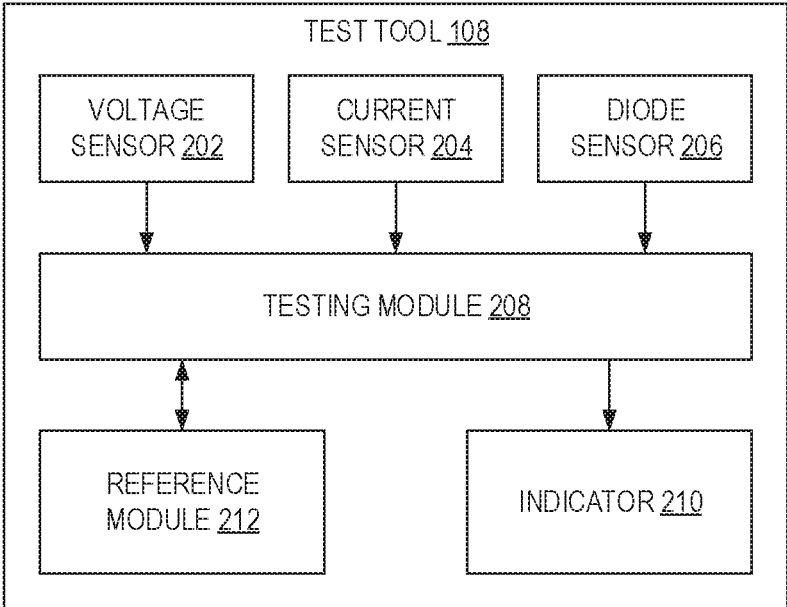 TEST TOOL 108
VOLTAGE
SENSOR 202
CURRENT
SENSOR 204
DIODE
SENSOR 206
TESTING MODULE 208
REFERENCE
MODULE 212
INDICATOR 210